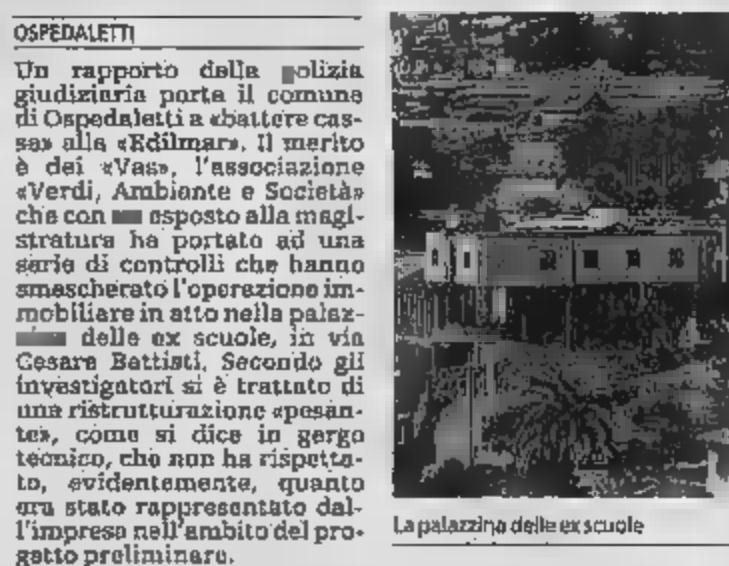 OSPEDALETTI
Un rapporto della polizia
giudiziaria porta il comune
di Ospedaletti a «battere cas-
sa» alla «Edilmar». Il merito
è dei «Vas», l'associazione
«Verdi, Ambiente e Società»
che con esposto alla magi-
stratura ha portato ad una
serie di controlli che hanno
smascherato l'operazione im-
mobiliare in atto nella palaz-
delle ex scuole, in via
Cesare Battisti. Secondo gli
investigatori si è trattato di
una ristrutturazione «pesan-
te», come si dice in gergo
tecnico, che non ha rispetta-
to, evidentemente, quanto
era stato rappresentato dal-
l'impresa nell'ambito del pro-
getto preliminare.
La palazzina delle ex scuole